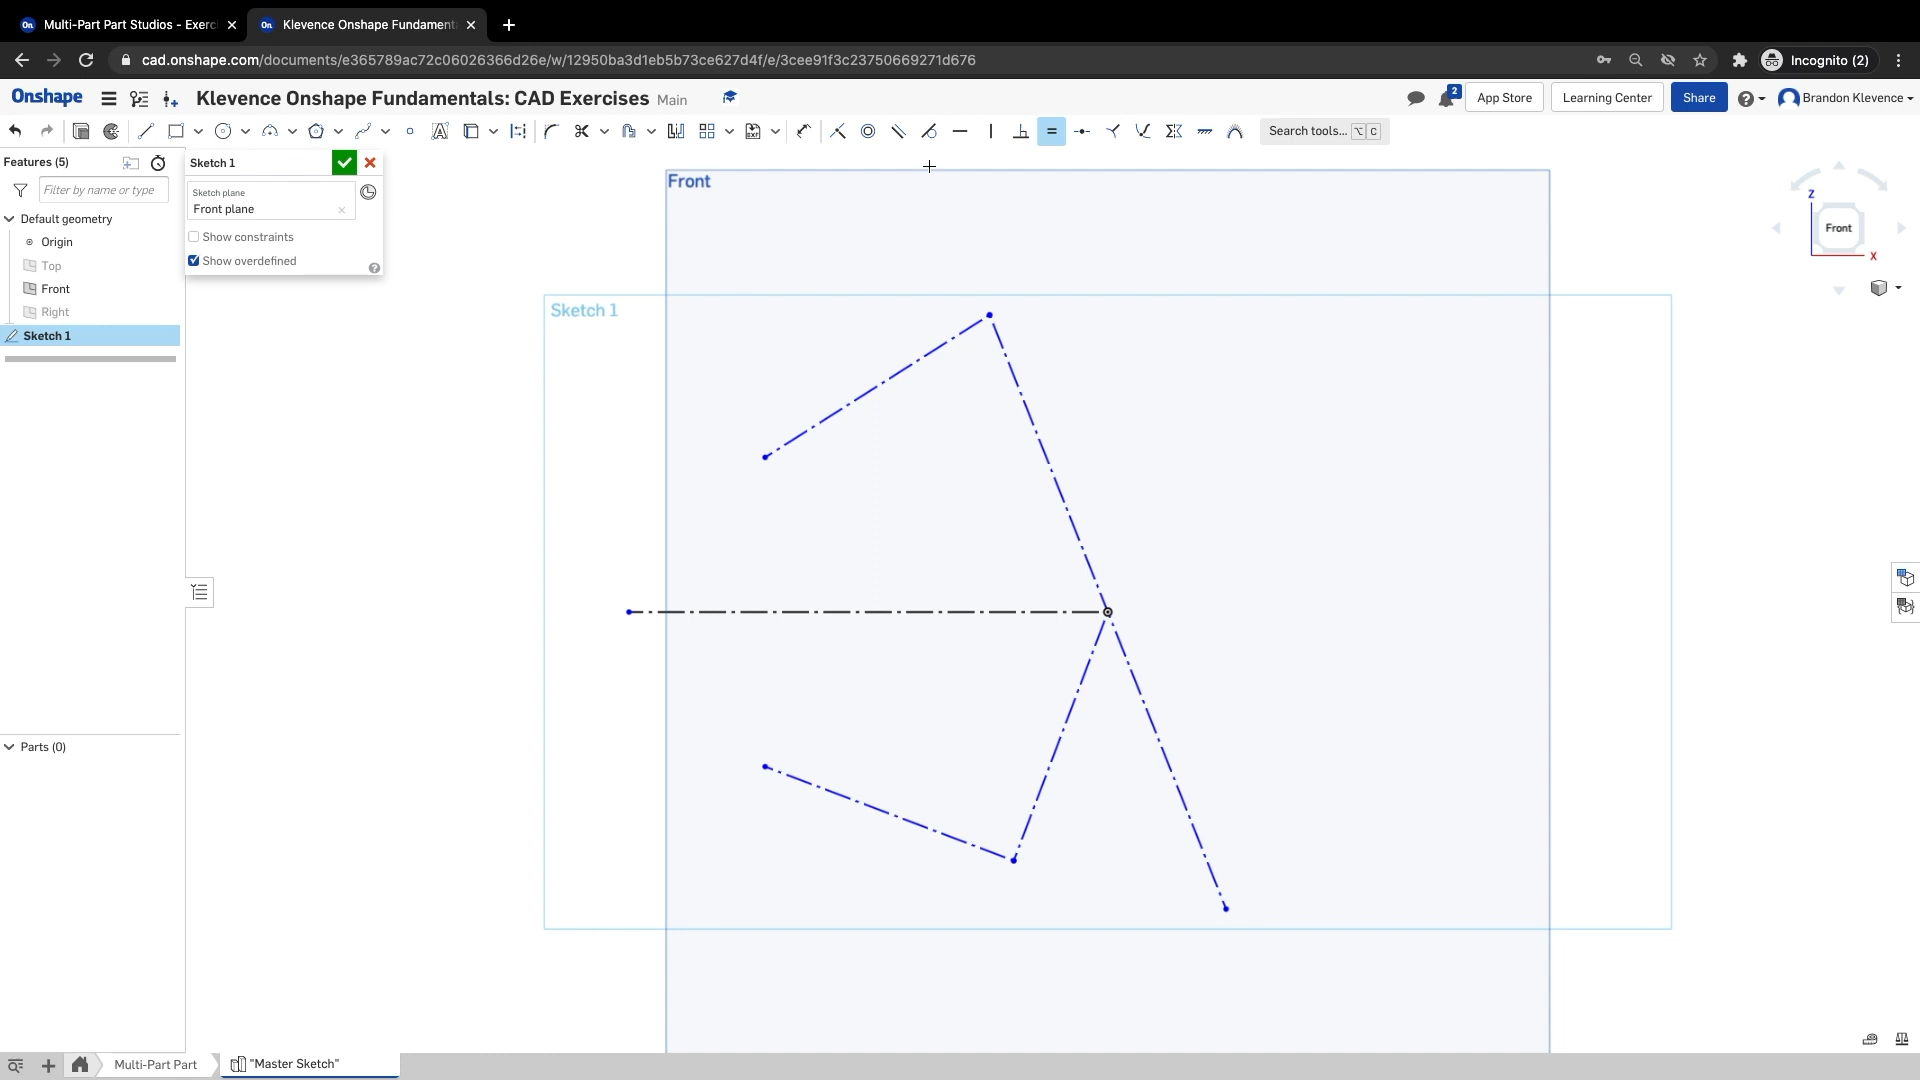 Multi-Part Part Studios - Exerc
Klevence Onshape Fundament
cad.onshape.com/documents/e365789ac72c06026366d26e/w/12950ba3d1eb5b73ce627d4f/e/3cee91f3c23750669271d676
Incognito (2)
Onshape
Klevence Onshape Fundamentals: CAD Exercises Main
2
App Store
Learning Center
Share
Brandon Klevence
Search tools... ⌥ C
Features (5)
Filter by name or type
Default geometry
Origin
Top
Front
Right
Sketch 1
Sketch 1
Sketch plane
Front plane
Show constraints
Show overdefined
Front
Sketch 1
Z
Front
X
Parts (0)
Multi-Part Part
"Master Sketch"